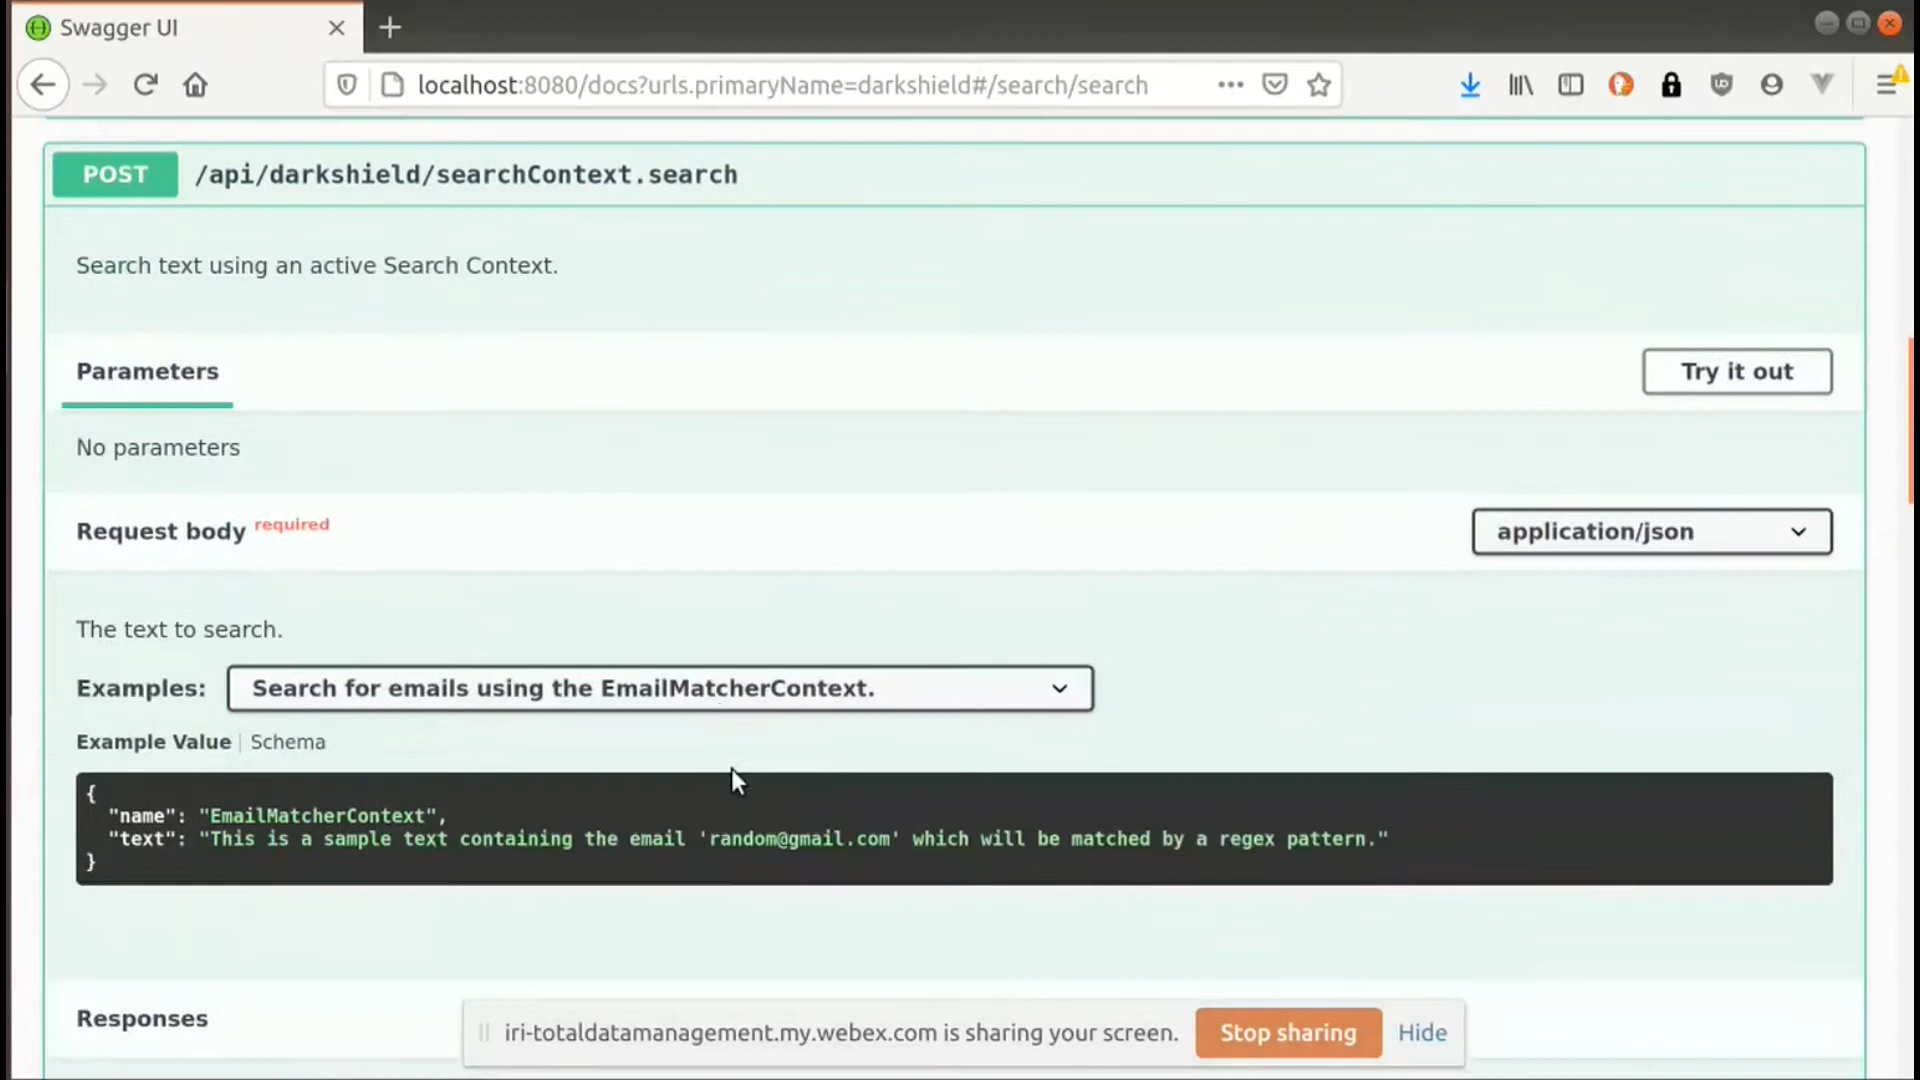 Swagger UI
localhost:8080/docs?urls.primaryName=darkshield#/search/search
POST /api/darkshield/searchContext.search
Search text using an active Search Context.
Parameters
Try it out
No parameters
Request body required
application/json
The text to search.
Examples: Search for emails using the EmailMatcherContext.
Example Value | Schema
{
"name": "EmailMatcherContext",
"text": "This is a sample text containing the email 'random@gmail.com' which will be matched by a regex pattern."
}
Responses
iri-totaldatamanagement.my.webex.com is sharing your screen. Stop sharing Hide